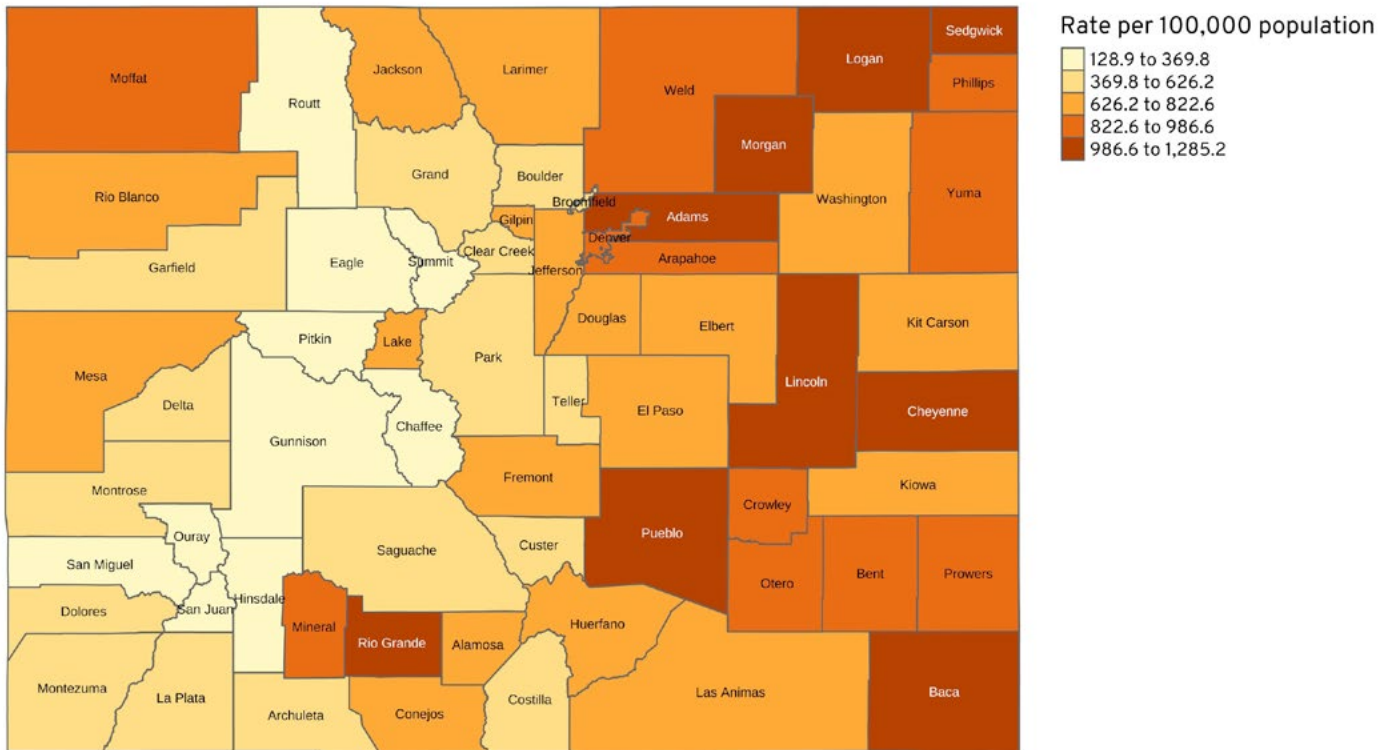 Rate per 100,000 population
128.9 to 369.8
369.8 to 626.2
626.2 to 822.6
822.6 to 986.6
986.6 to 1,285.2
Sedgwick
Logan
Jackson
Larimer
Moffat
Phillips
Weld
Routt
Morgan
Grand
Boulder
Yuma
Rio Blanco
Washington
Broomfield
Gilpin
Adams
Denver
Clear Creek
Arapahoe
Eagle
Summit
Garfield
Jefferson
Douglas
Elbert
Kit Carson
Pitkin
Lake
Park
Mesa
Lincoln
Delta
Teller
El Paso
Cheyenne
Chaffee
Gunnison
Fremont
Kiowa
Montrose
Crowley
Ouray
Pueblo
Custer
Saguache
San Miguel
Bent
Prowers
Otero
Hinsdale
San Juan
Dolores
Mineral
Huerfano
Rio Grande
Alamosa
Montezuma
La Plata
Costilla
Las Animas
Baca
Archuleta
Conejos